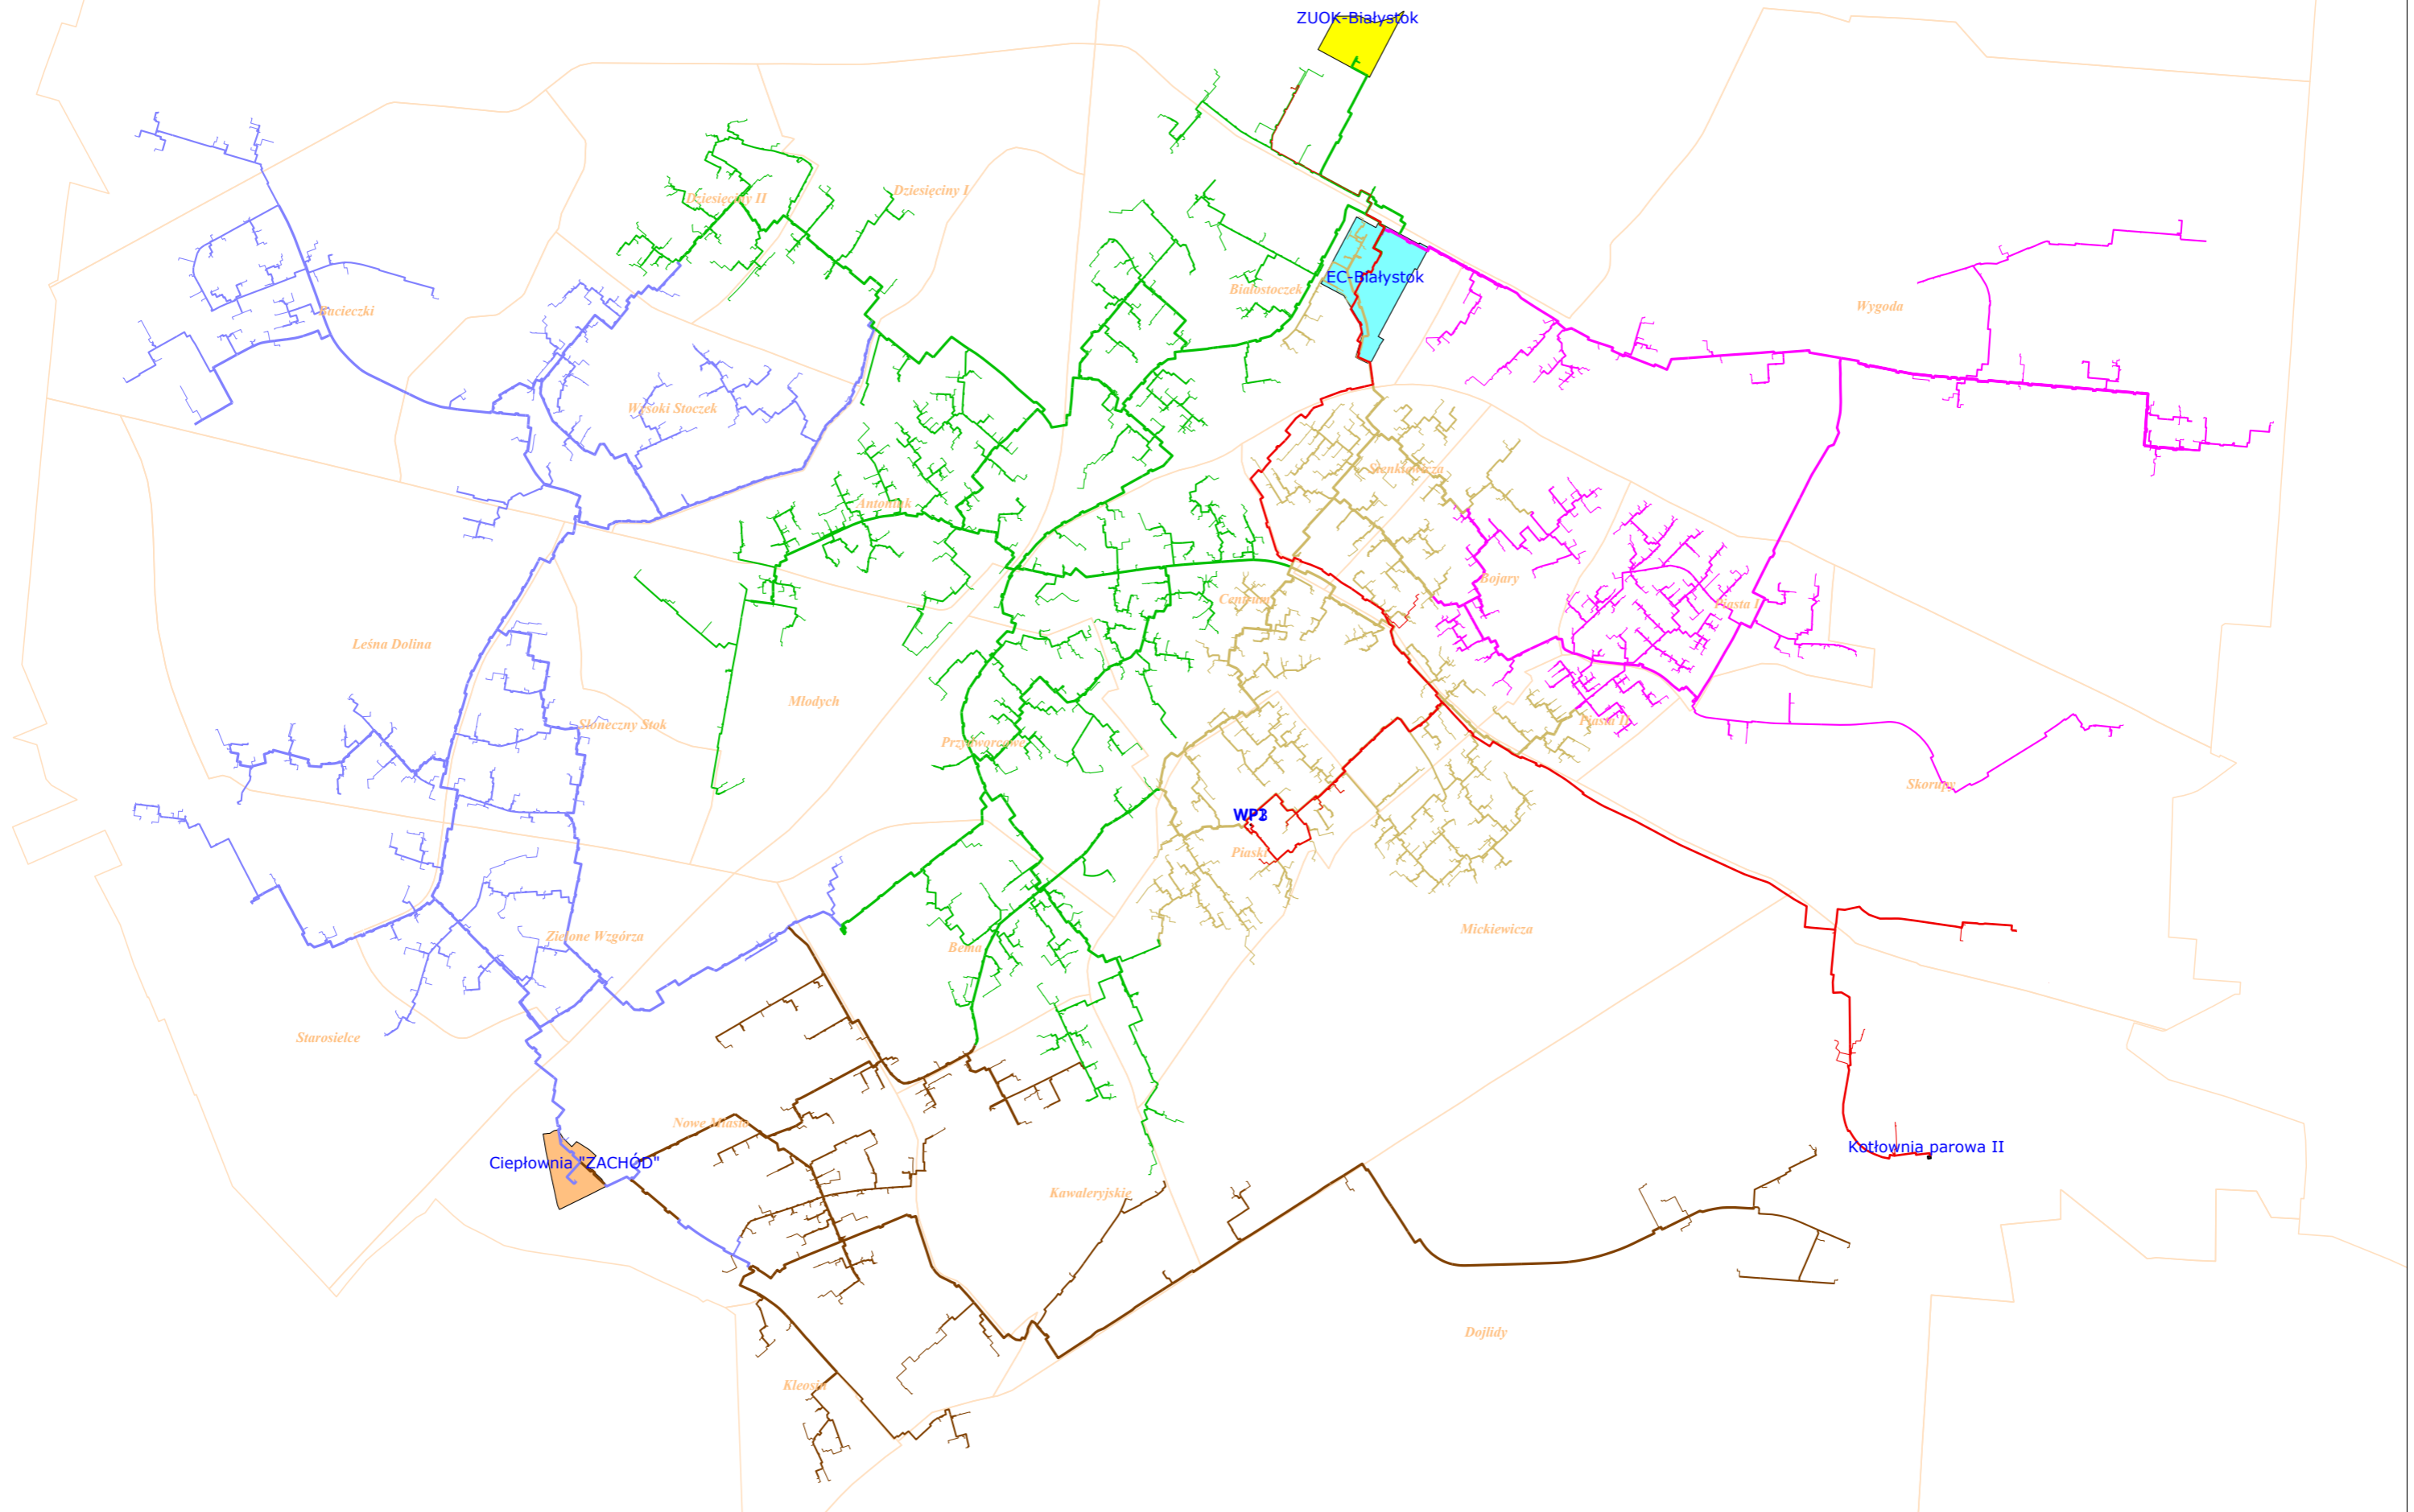 ZUOK-Białystok
Dziesięciny I
Dziesięciny II
EC-Białystok
Białostoczek
Bacieczki
Wygoda
Wysoki Stoczek
Sienkiewicza
Antoniuk
Bojary
Centrum
Piasta I
Leśna Dolina
Młodych
Słoneczny Stok
Piasta II
Przydworcowe
Skorupy
Piaski
Mickiewicza
Zielone Wzgórza
Bema
Starosielce
Nowe Miasto
Kotłownia parowa II
Ciepłownia "ZACHÓD"
Kawaleryjskie
Dojlidy
Kleosin